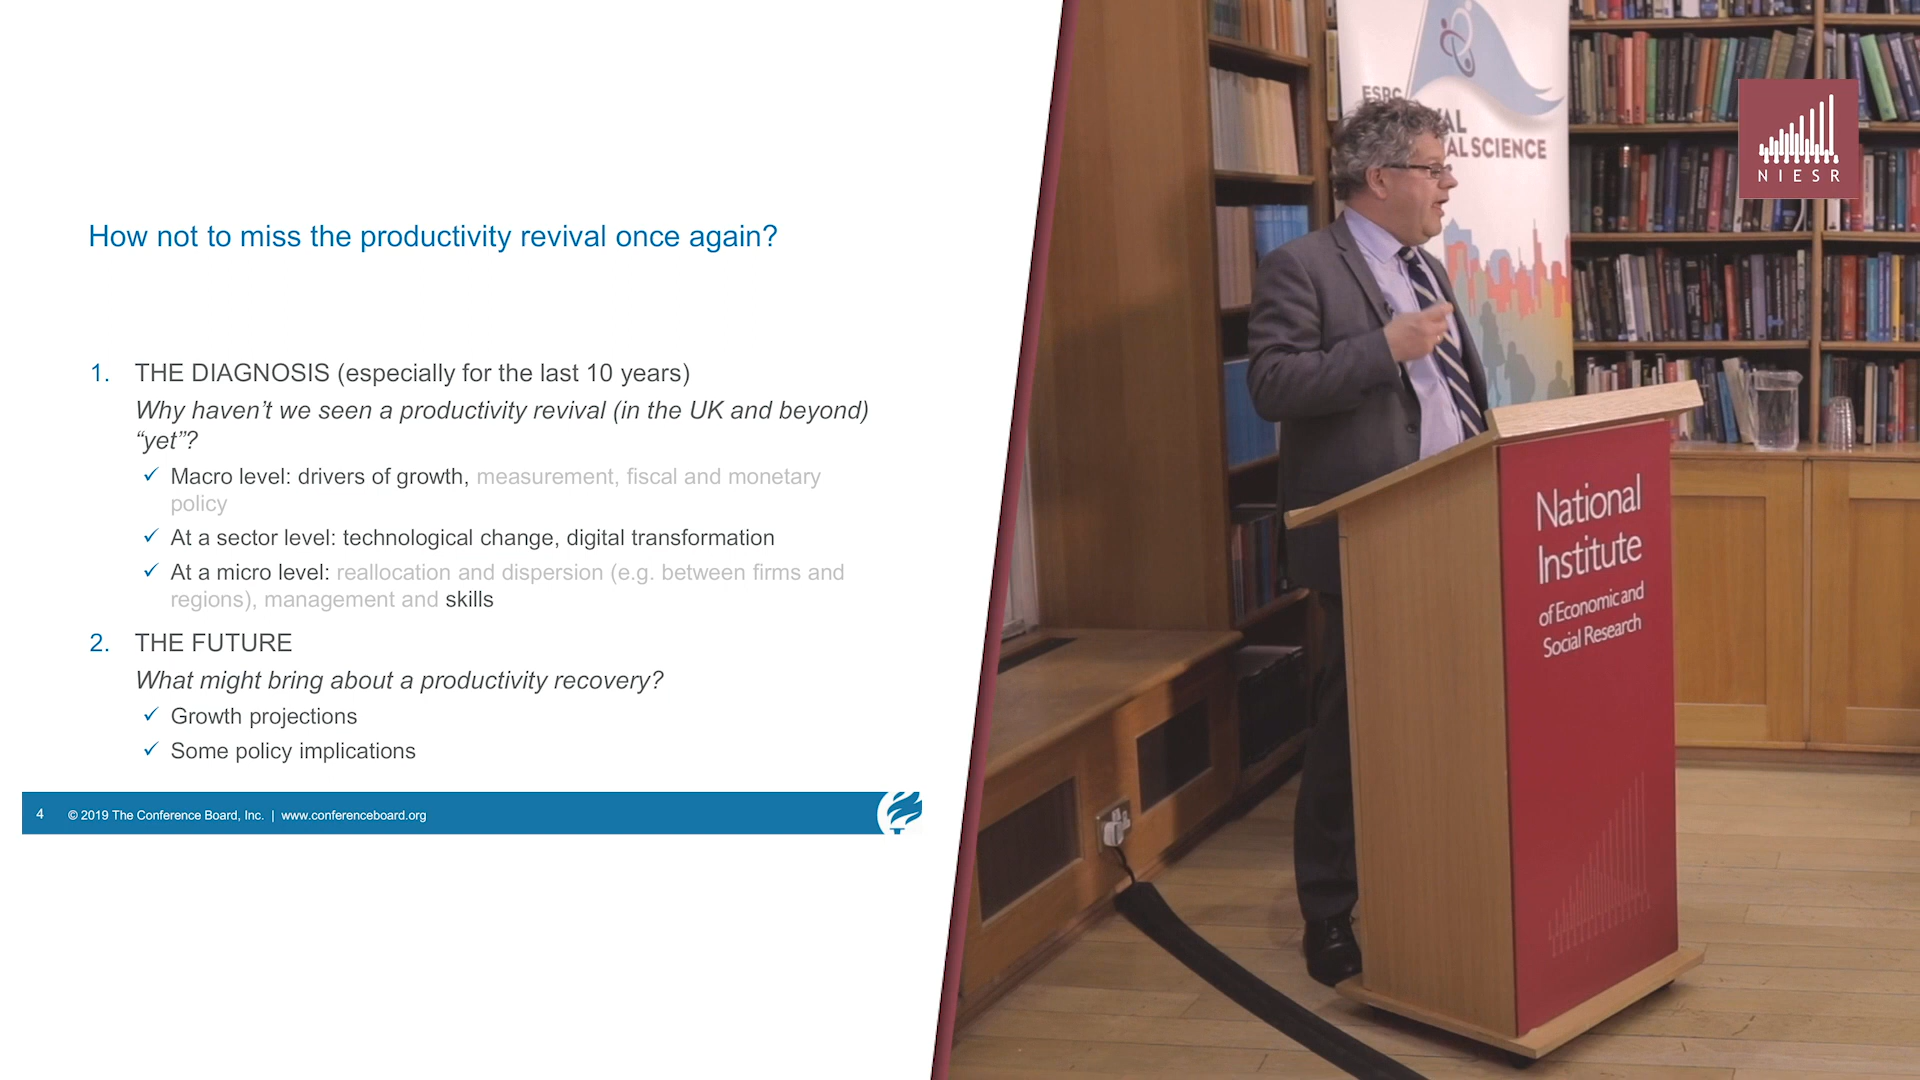 How not to miss the productivity revival once again?
1. THE DIAGNOSIS (especially for the last 10 years)
Why haven't we seen a productivity revival (in the UK and beyond)
“yet”?
✓ Macro level: drivers of growth, measurement, fiscal and monetary
policy
✓ At a sector level: technological change, digital transformation
✓ At a micro level: reallocation and dispersion (e.g. between firms and
regions), management and skills
2. THE FUTURE
What might bring about a productivity recovery?
✓ Growth projections
✓ Some policy implications
4 © 2019 The Conference Board, Inc. | www.conferenceboard.org
ESRC
AL SCIENCE
NIESR
National
Institute
of Economic and
Social Research